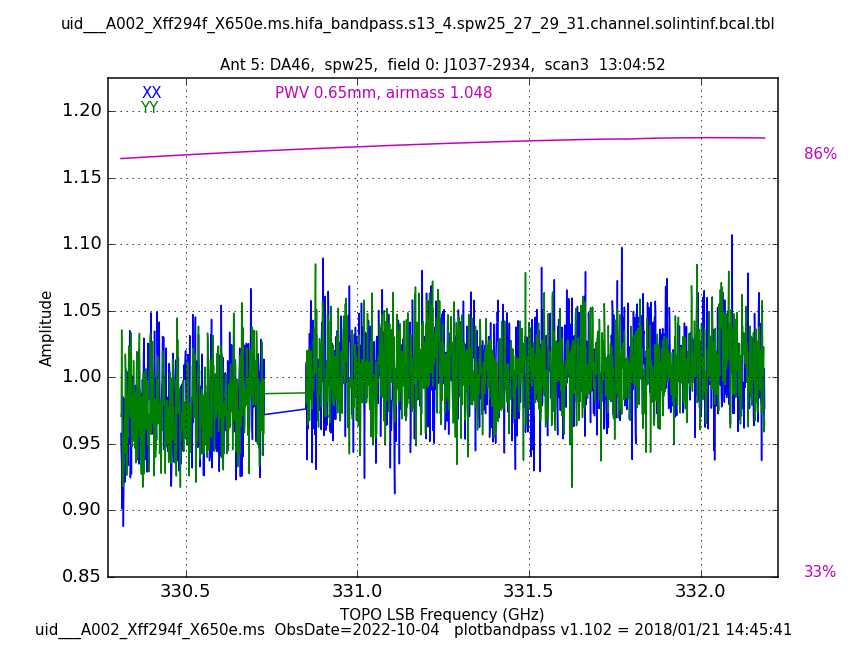 uid___A002_Xff294f_X650e.ms.hifa_bandpass.s13_4.spw25_27_29_31.channel.solintinf.bcal.tbl
Ant 5: DA46,  spw25,  field 0: J1037-2934,  scan3  13:04:52
XX
YY
PWV 0.65mm, airmass 1.048
1.20
1.15
1.10
1.05
1.00
0.95
0.90
0.85
Amplitude
86%
33%
330.5 331.0 331.5 332.0
TOPO LSB Frequency (GHz)
uid___A002_Xff294f_X650e.ms  ObsDate=2022-10-04   plotbandpass v1.102 = 2018/01/21 14:45:41